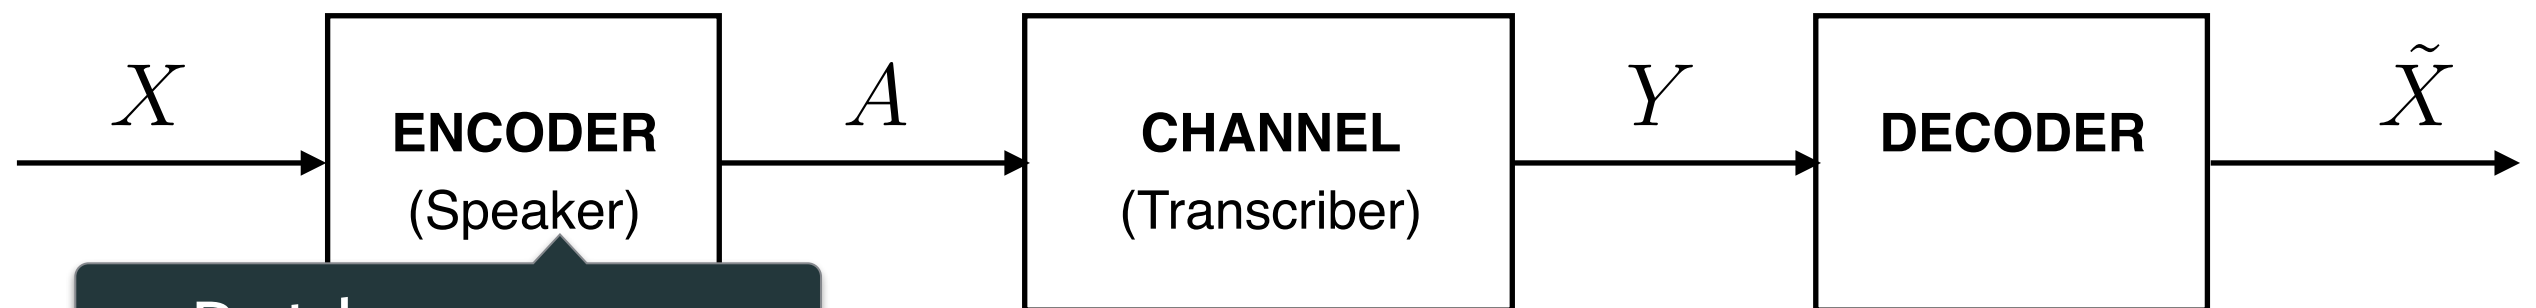 X
A
Y
X̃
ENCODER
(Speaker)
CHANNEL
(Transcriber)
DECODER